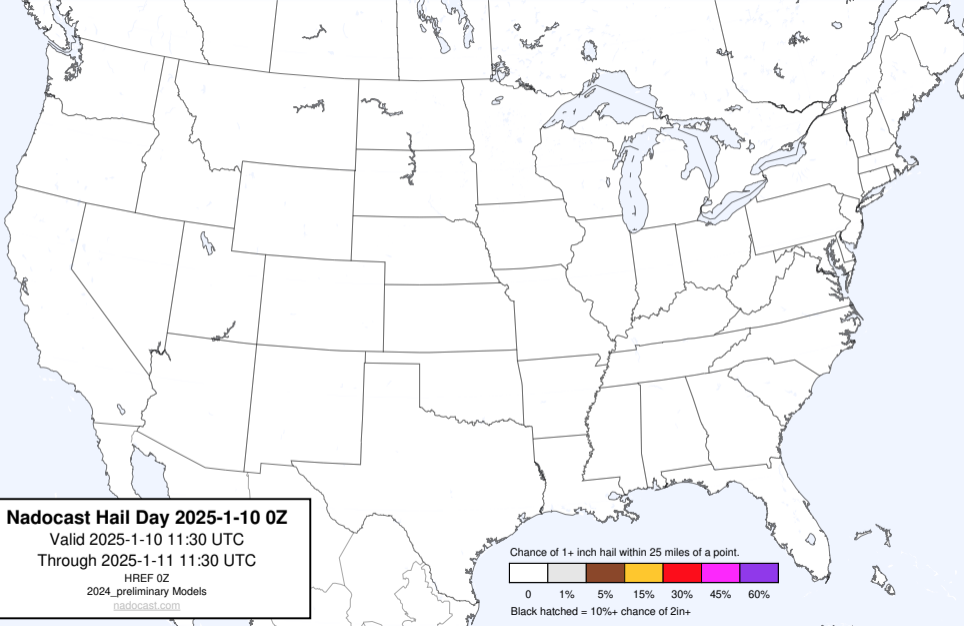 Nadocast Hail Day 2025-1-10 0Z
Valid 2025-1-10 11:30 UTC
Through 2025-1-11 11:30 UTC
HREF 0Z
2024_preliminary Models
nadocast.com
Chance of 1+ inch hail within 25 miles of a point.
0 1% 5% 15% 30% 45% 60%
Black hatched = 10%+ chance of 2in+